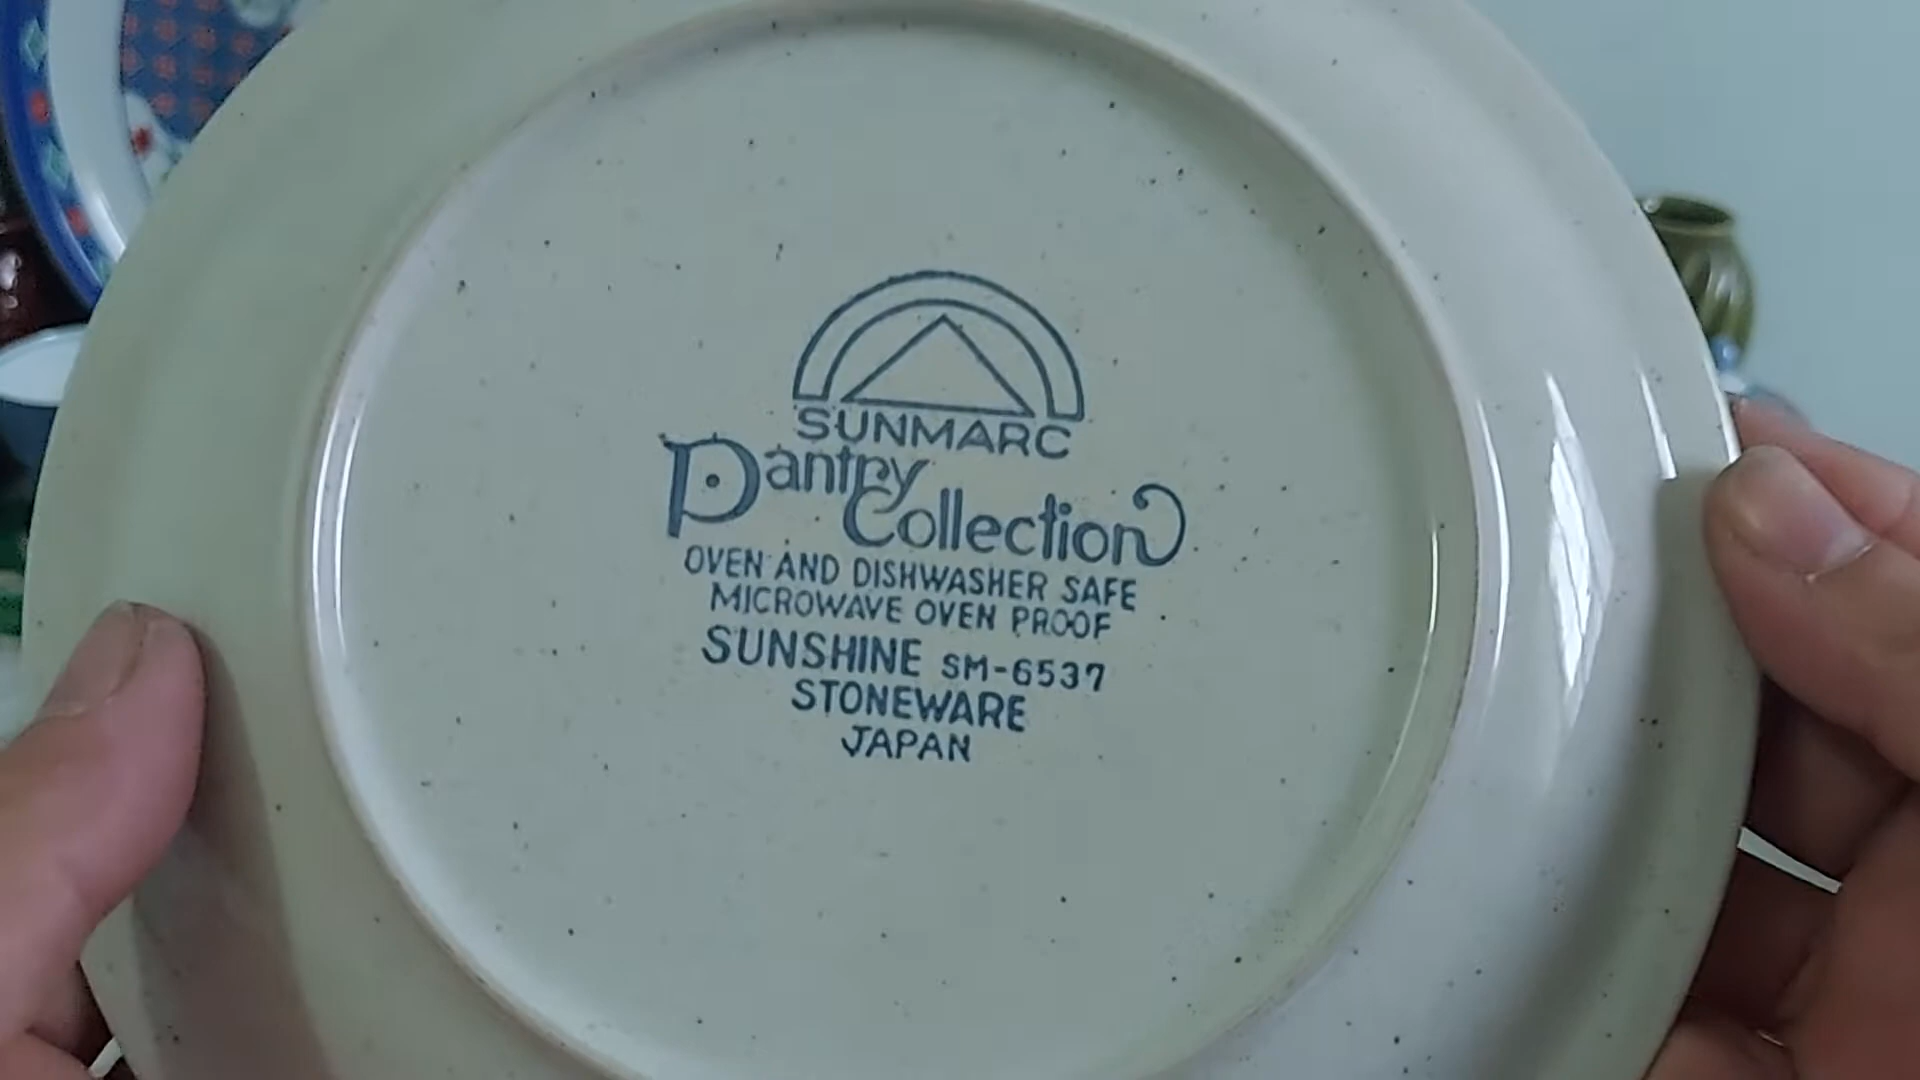 SUNMARC
Pantry
Collection
OVEN AND DISHWASHER SAFE
MICROWAVE OVEN PROOF
SUNSHINE SM-6537
STONEWARE
JAPAN